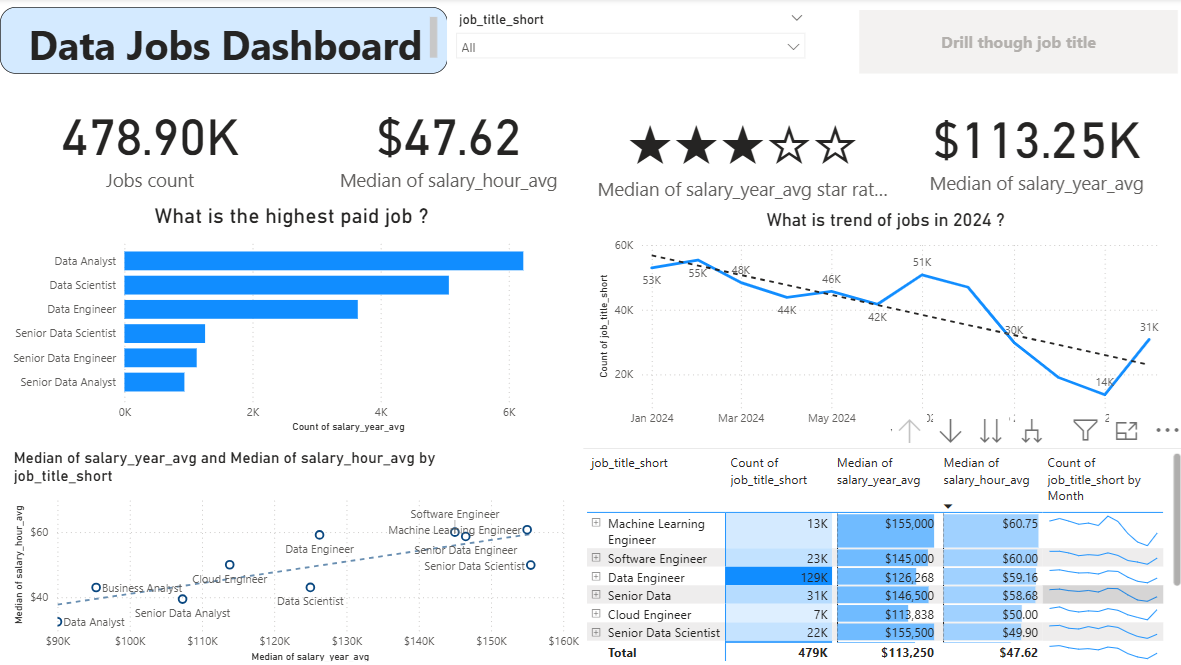 Data Jobs Dashboard
job_title_short
All
Drill though job title
478.90K
Jobs count
$47.62
Median of salary_hour_avg
Median of salary_year_avg star rat...
$113.25K
Median of salary_year_avg
What is the highest paid job ?
Data Analyst
Data Scientist
Data Engineer
Senior Data Scientist
Senior Data Engineer
Senior Data Analyst
0K 2K 4K 6K
Count of salary_year_avg
What is trend of jobs in 2024 ?
Count of job_title_short
60K
40K
20K
53K
55K
48K
44K
46K
42K
51K
30K
14K
31K
Jan 2024 Mar 2024 May 2024
Median of salary_year_avg and Median of salary_hour_avg by
job_title_short
Median of salary_hour_avg
$60
$40
Software Engineer
Machine Learning Engineer
Data Engineer
Senior Data Engineer
Senior Data Scientist
Cloud Engineer
Business Analyst
Data Scientist
Senior Data Analyst
Data Analyst
$90K $100K $110K $120K $130K $140K $150K $160K
Median of salary_year_avg
job_title_short Count of job_title_short Median of salary_year_avg Median of salary_hour_avg Count of job_title_short by Month
Machine Learning Engineer 13K $155,000 $60.75
Software Engineer 23K $145,000 $60.00
Data Engineer 129K $126,268 $59.16
Senior Data 31K $146,500 $58.68
Cloud Engineer 7K $113,838 $50.00
Senior Data Scientist 22K $155,500 $49.90
Total 479K $113,250 $47.62